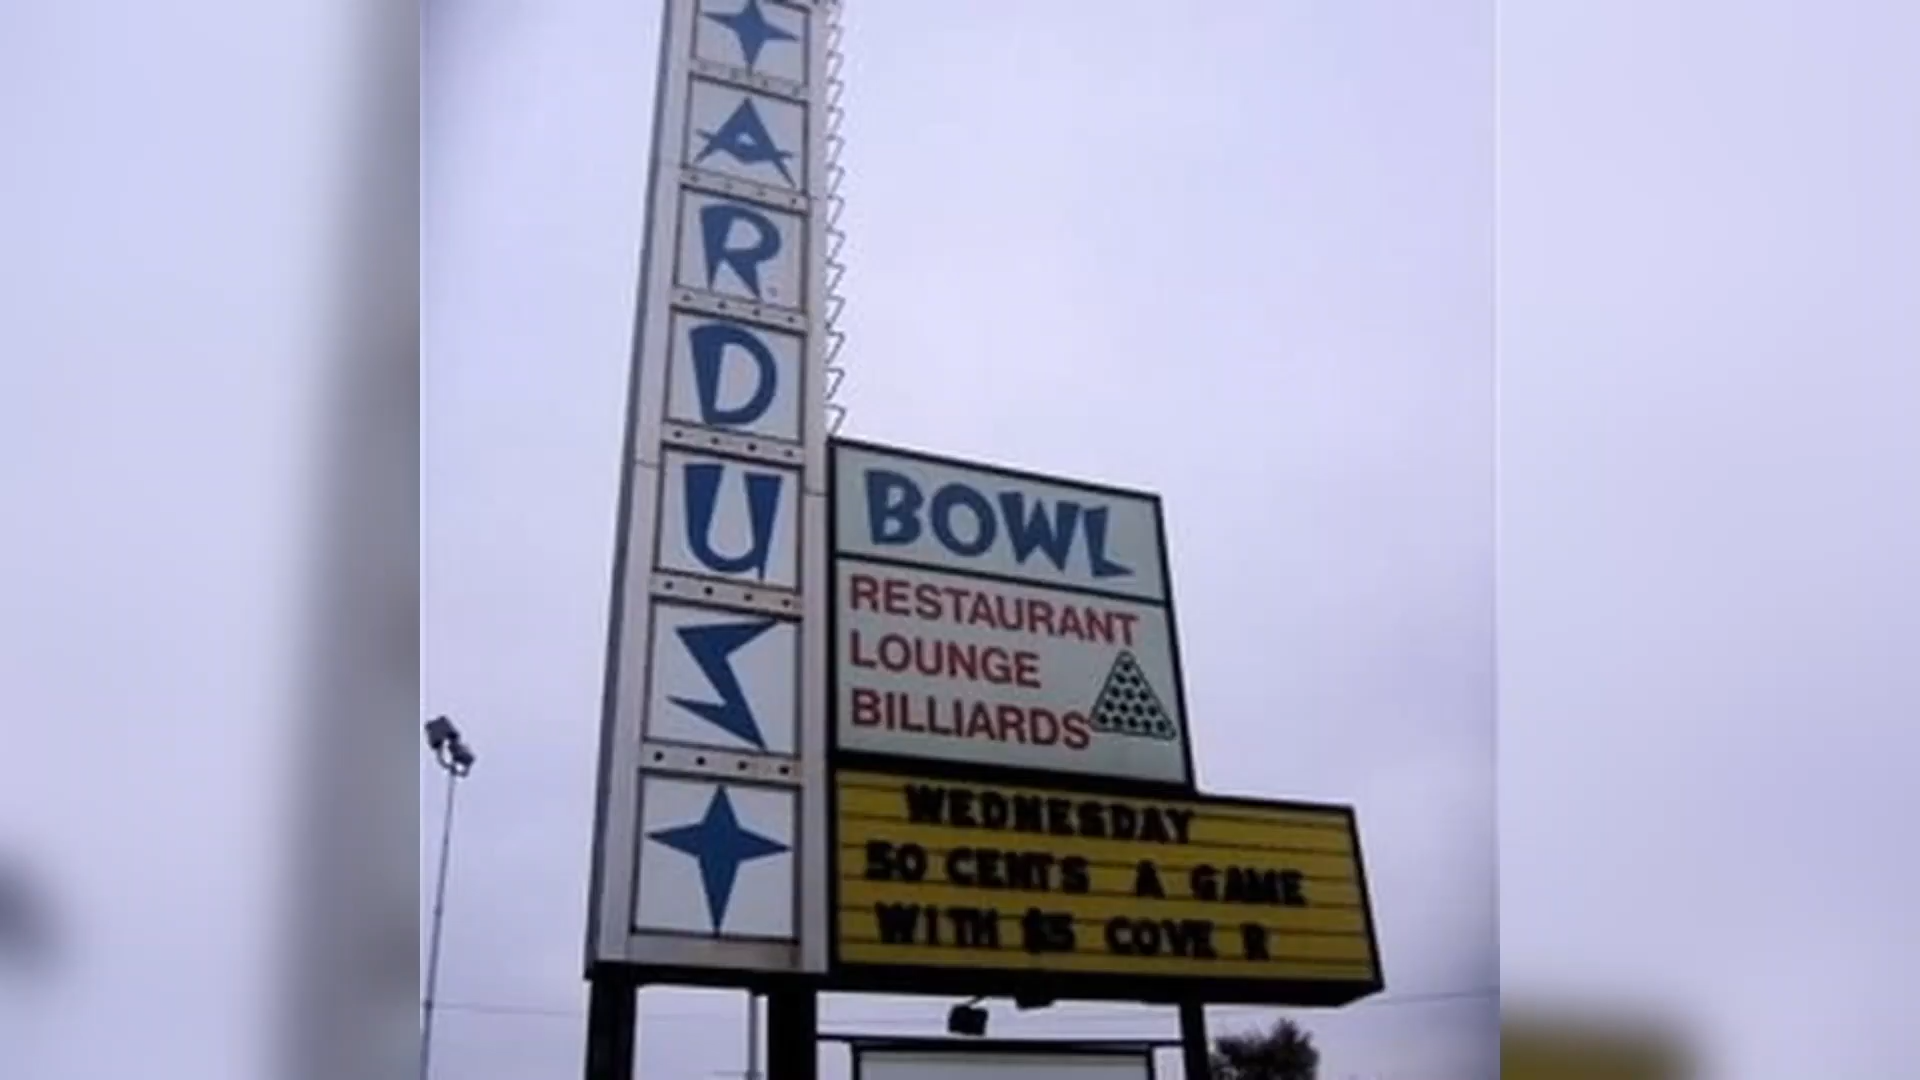 ARDUS
BOWL
RESTAURANT
LOUNGE
BILLIARDS
WEDNESDAY
50 CENTS A GAME
WITH $5 COVE R